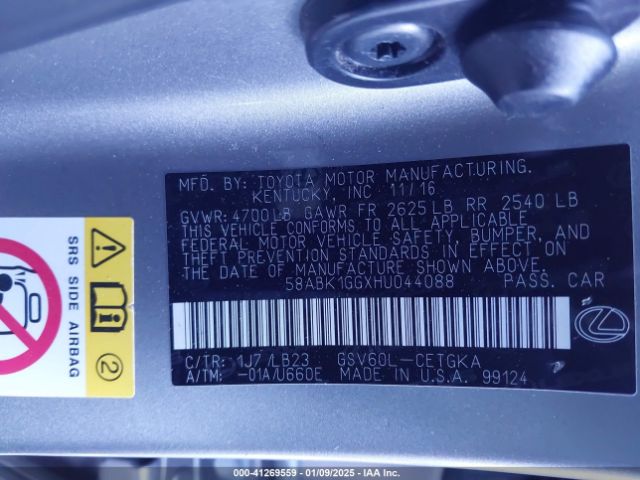 MFD. BY: TOYOTA MOTOR MANUFACTURING.
KENTUCKY, INC 11/16
GVWR: 4700LB GAWR FR 2625LB RR 2540 LB
THIS VEHICLE CONFORMS TO ALL APPLICABLE
FEDERAL MOTOR VEHICLE SAFETY, BUMPER, AND
THEFT PREVENTION STANDARDS IN EFFECT ON
THE DATE OF MANUFACTURE SHOWN ABOVE.
58ABK1GGXHU044088 PASS. CAR
C/TR: 1J7 /LB23 GSV60L-CETGKA
A/TM: -01A/U660E MADE IN U.S.A. 99124
SRS SIDE AIRBAG
2
000-41269559 - 01/09/2025 - IAA, Inc.